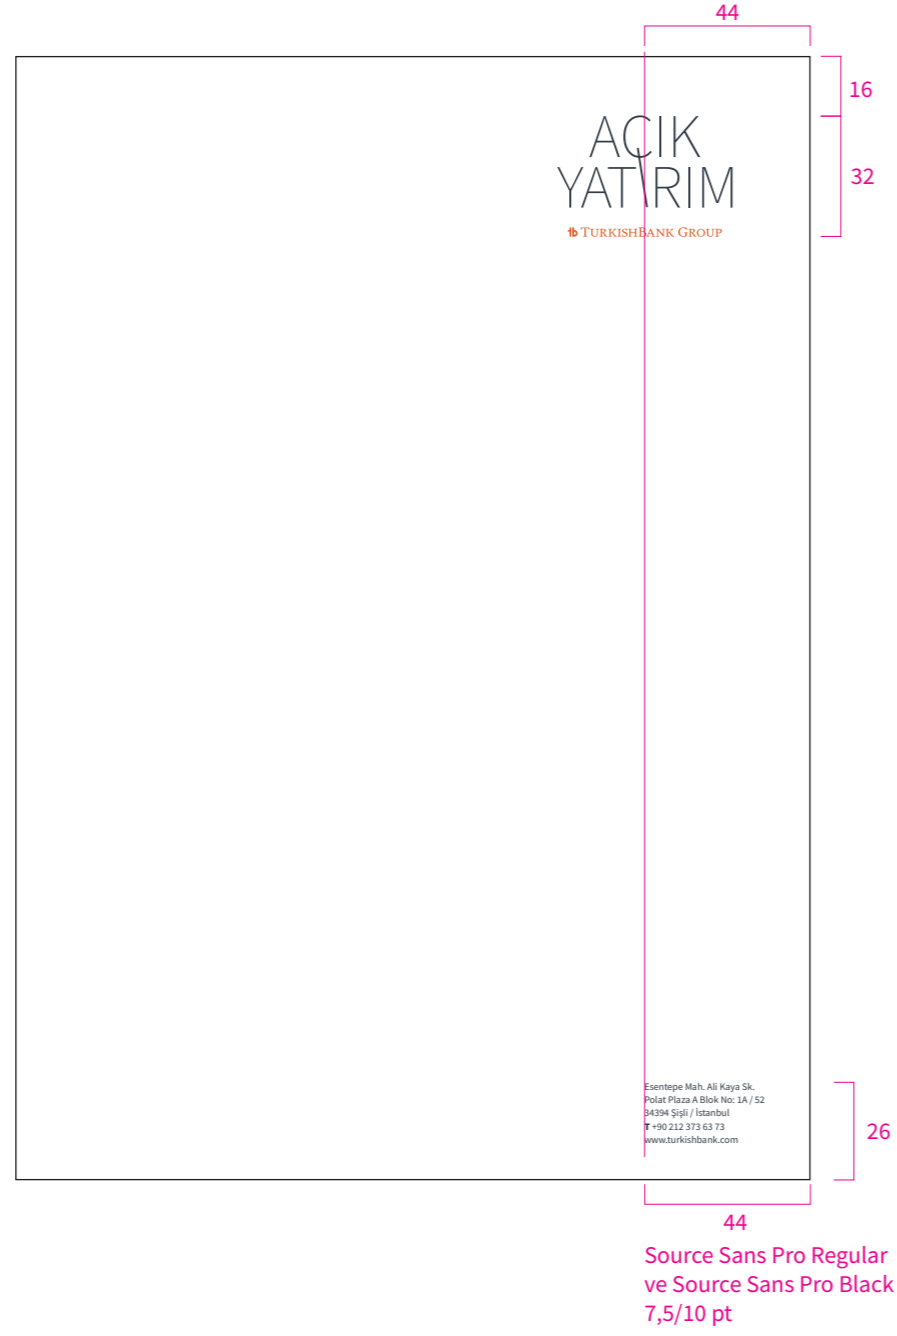 44
16
AÇIK
YATIRIM
32
tb TURKISHBANK GROUP
Esentepe Mah. Ali Kaya Sk.
Polat Plaza A Blok No: 1A / 52
34394 Şişli / İstanbul
T +90 212 373 63 73
www.turkishbank.com
26
44
Source Sans Pro Regular
ve Source Sans Pro Black
7,5/10 pt